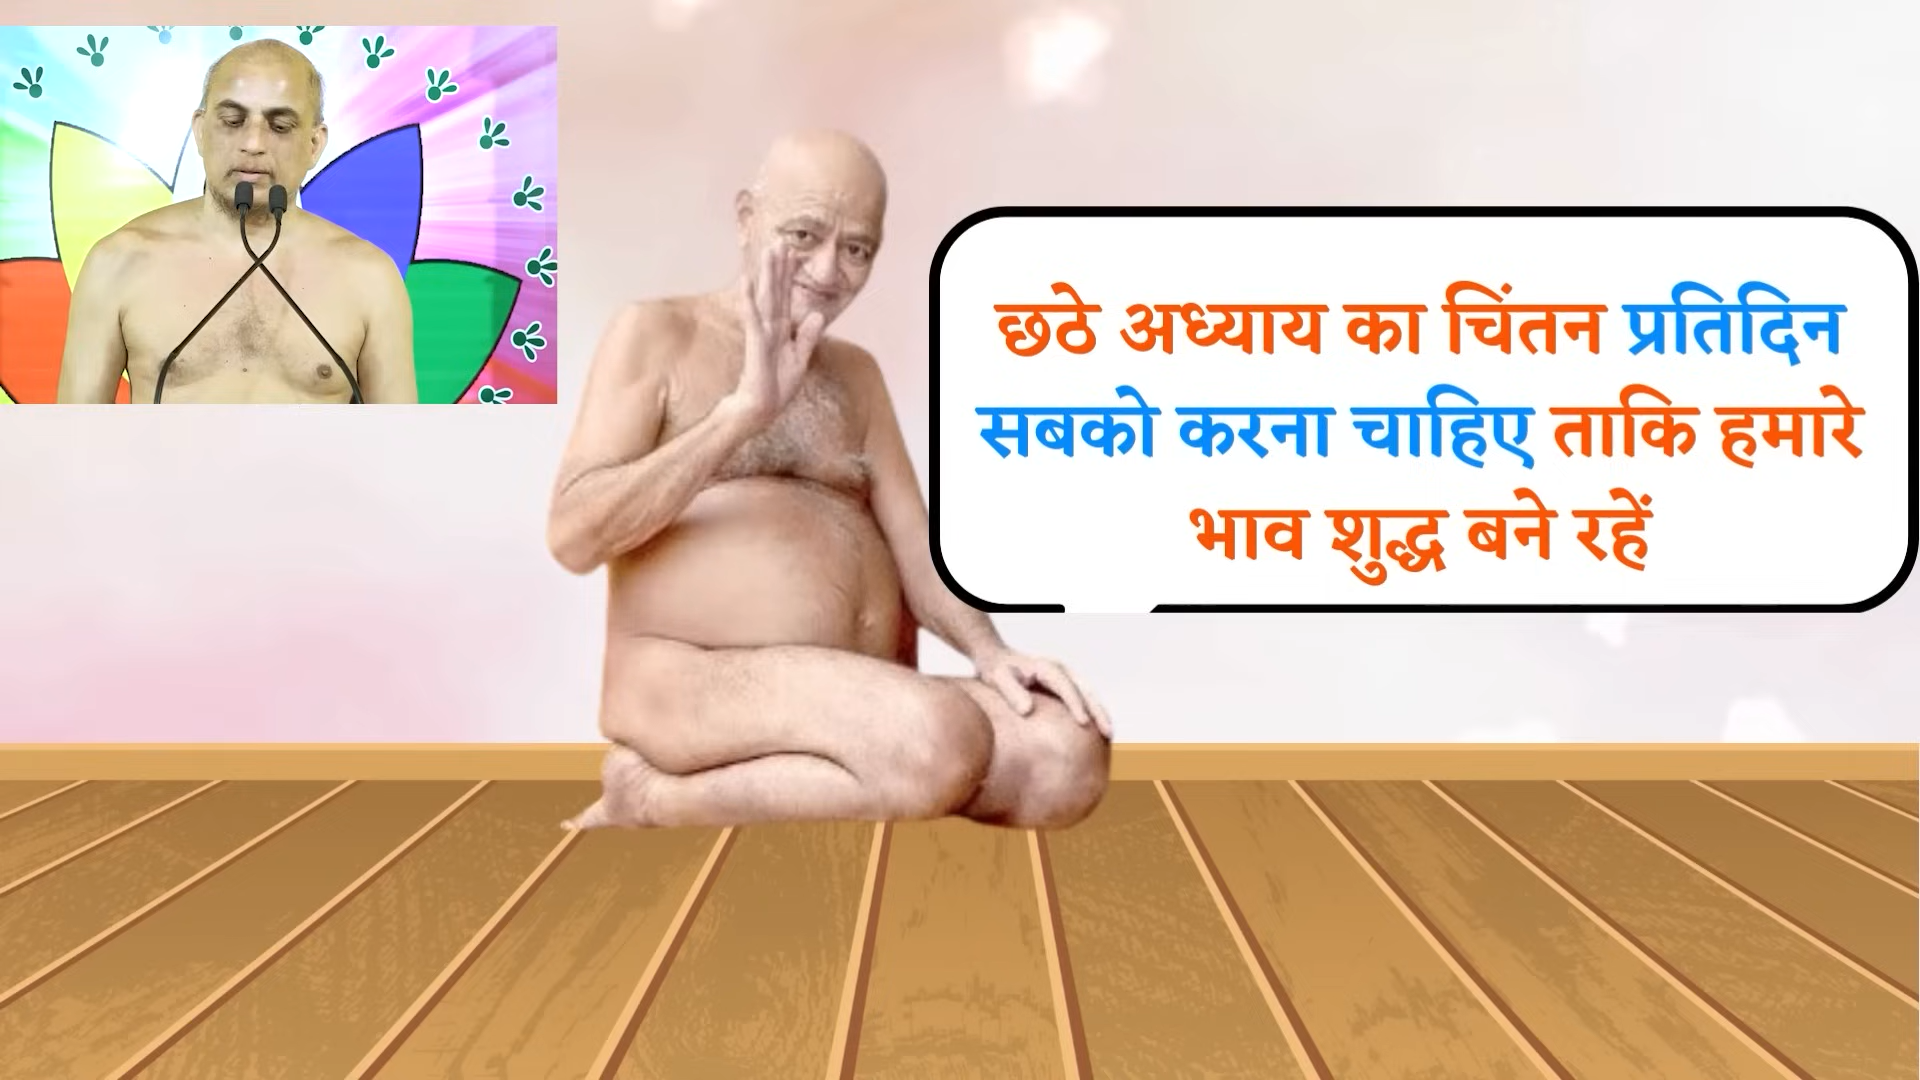 छठे अध्याय का चिंतन प्रतिदिन
सबको करना चाहिए ताकि हमारे
भाव शुद्ध बने रहें